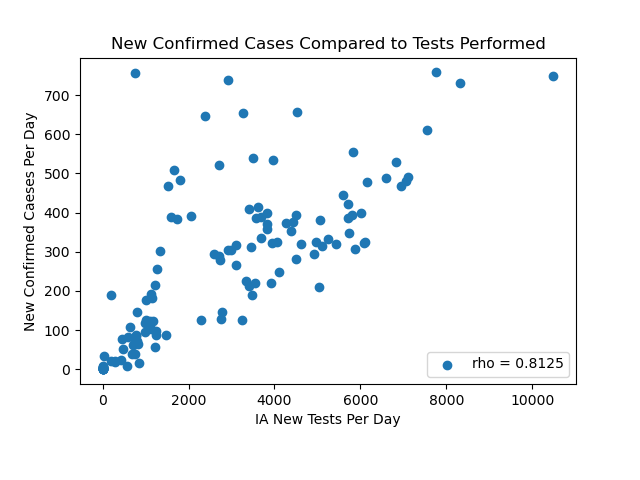 New Confirmed Cases Compared to Tests Performed
700
600
500
400
300
200
100
0
New Confirmed Caeses Per Day
rho = 0.8125
0 2000 4000 6000 8000 10000
IA New Tests Per Day